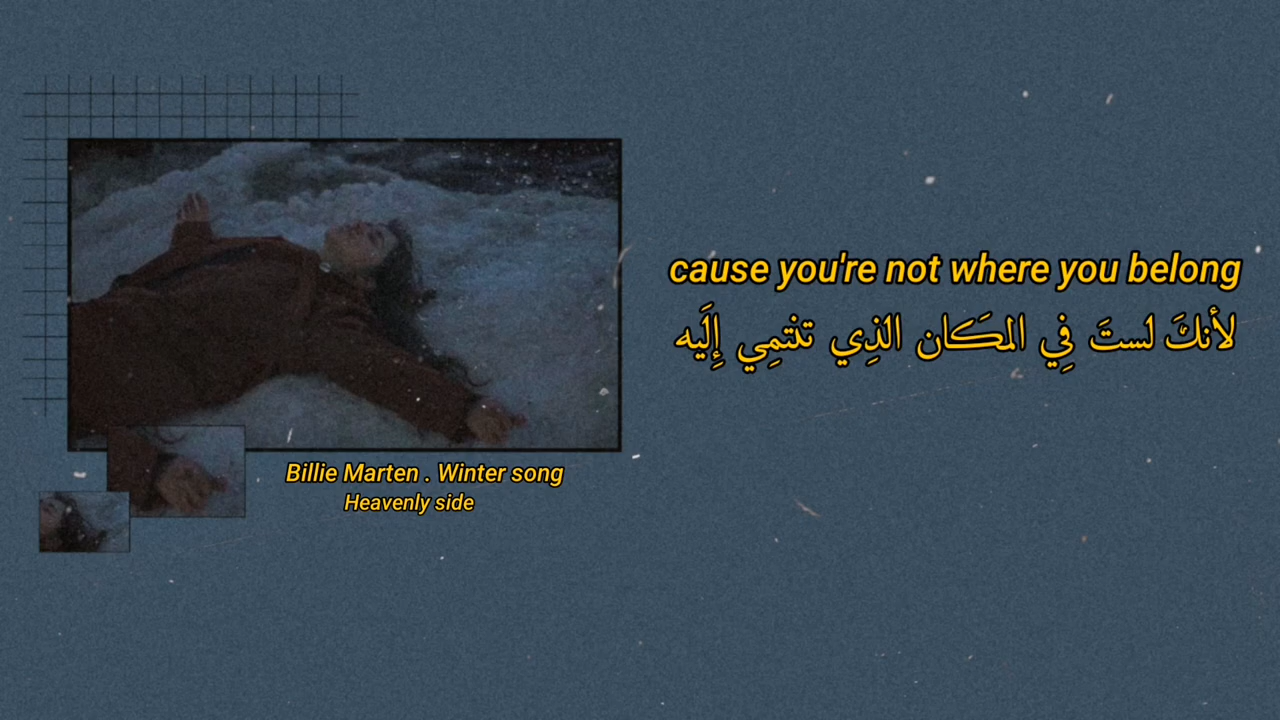 cause you're not where you belong
لأنكَ لستَ فِي المَكان الذِي تنتمِي إلَيه
Billie Marten . Winter song
Heavenly side